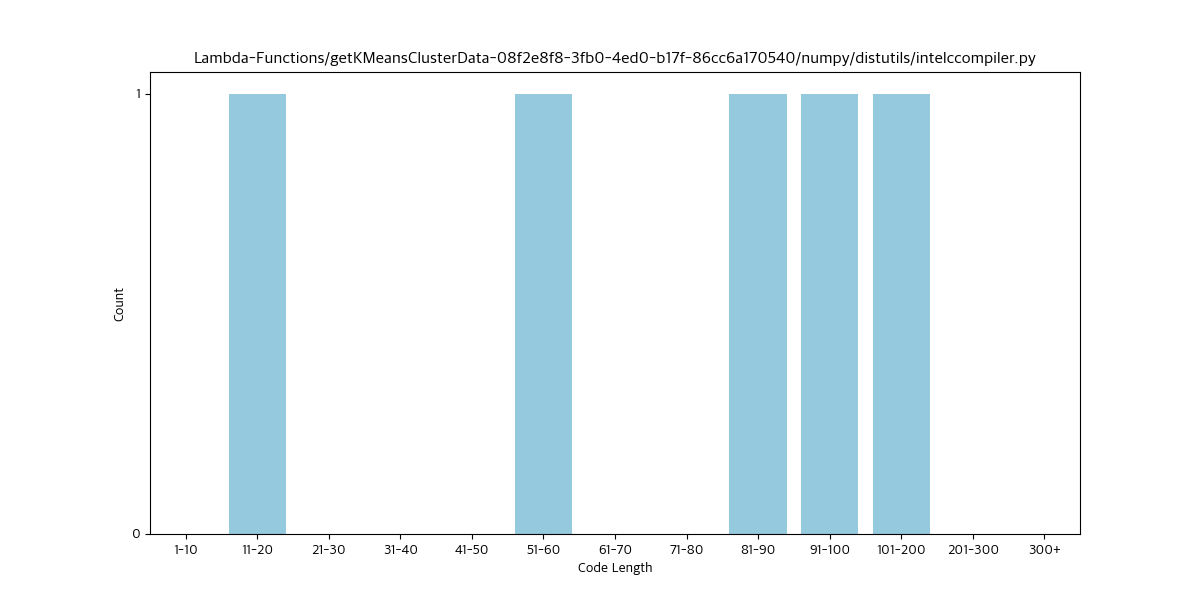 Lambda-Functions/getKMeansClusterData-08f2e8f8-3fb0-4ed0-b17f-86cc6a170540/numpy/distutils/intelccompiler.py
1
Count
0
1-10 11-20 21-30 31-40 41-50 51-60 61-70 71-80 81-90 91-100 101-200 201-300 300+
Code Length